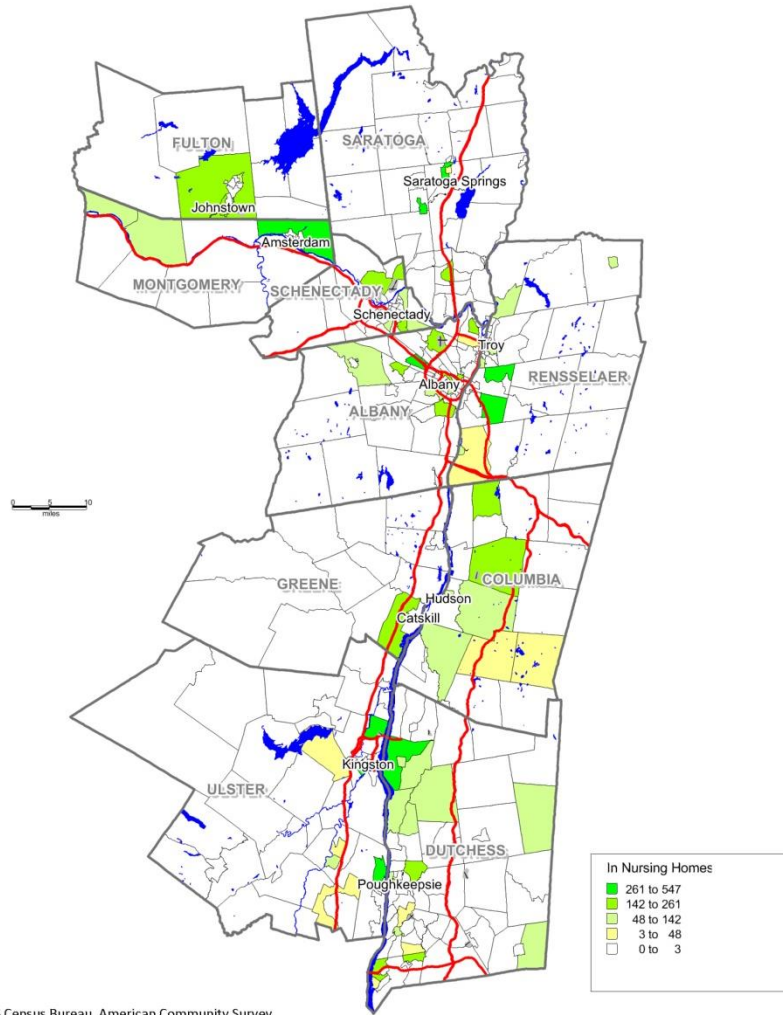 FULTON
SARATOGA
Saratoga Springs
Johnstown
Amsterdam
MONTGOMERY
SCHENECTADY
Schenectady
Troy
Albany
RENSSELAER
ALBANY
0 5 10
miles
GREENE
COLUMBIA
Hudson
Catskill
Kingston
ULSTER
DUTCHESS
Poughkeepsie
In Nursing Homes
261 to 547
142 to 261
48 to 142
3 to 48
0 to 3
Census Bureau, American Community Survey